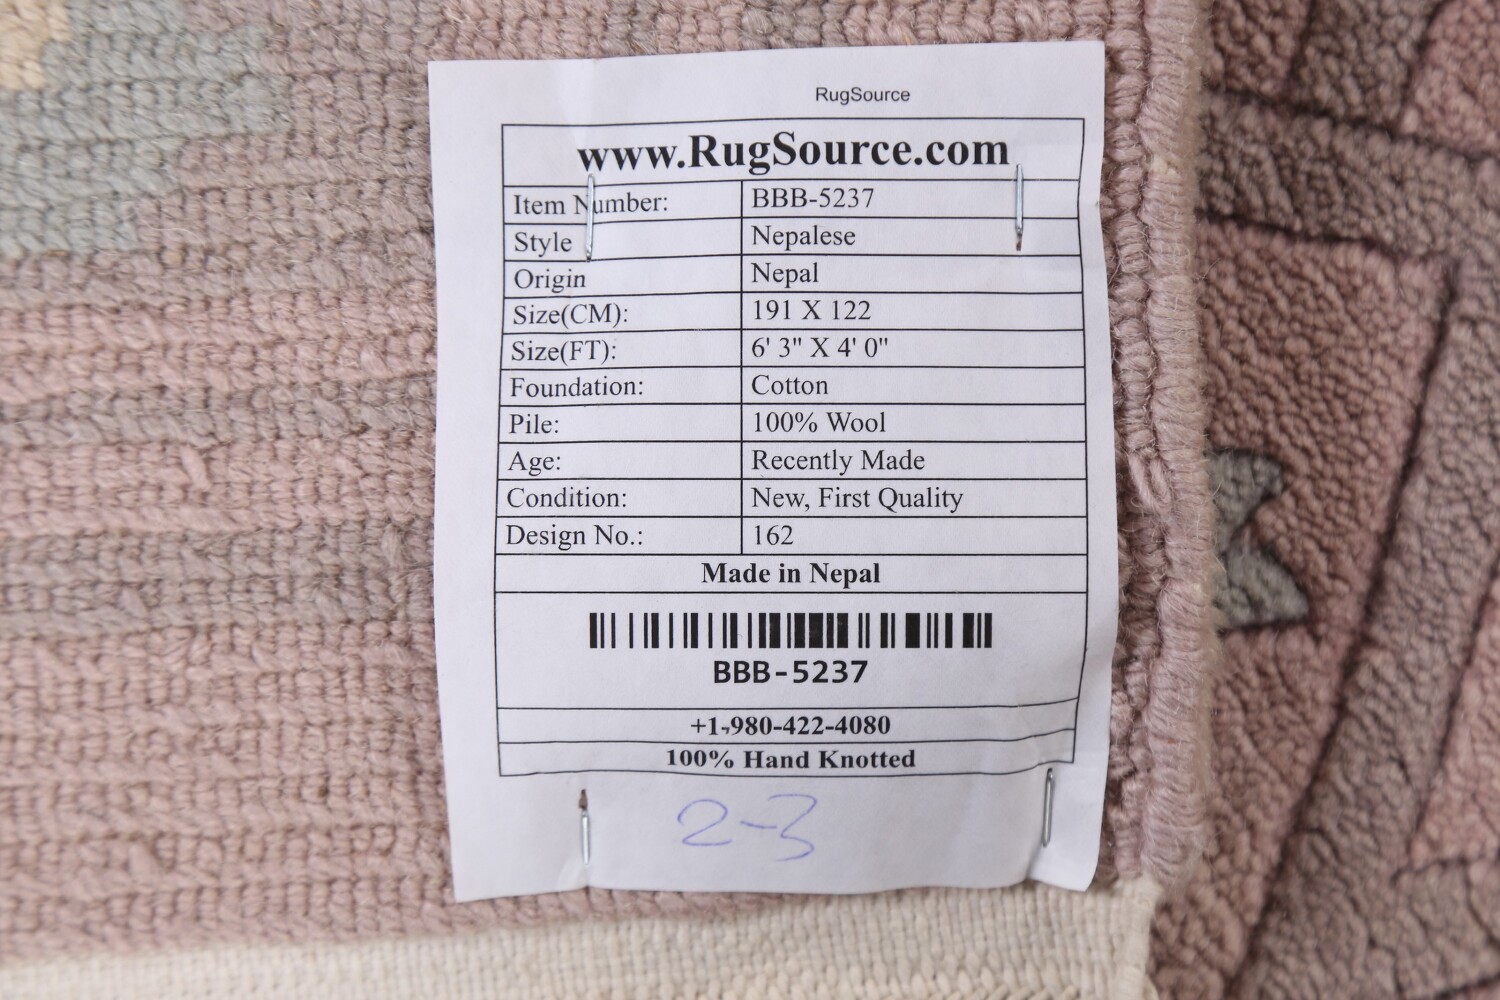 RugSource
www.RugSource.com
Item Number: BBB-5237
Style Nepalese
Origin Nepal
Size(CM): 191 X 122
Size(FT): 6' 3" X 4' 0"
Foundation: Cotton
Pile: 100% Wool
Age: Recently Made
Condition: New, First Quality
Design No.: 162
Made in Nepal
BBB-5237
+1-980-422-4080
100% Hand Knotted
2-3